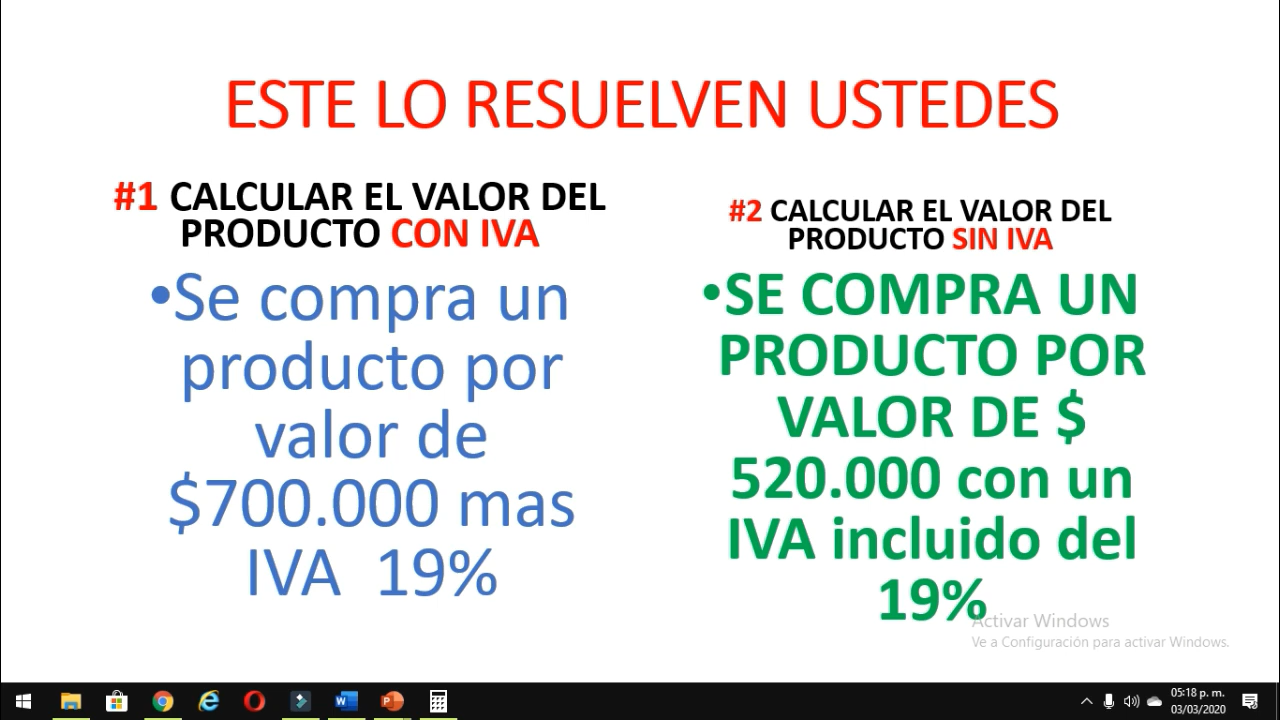 ESTE LO RESUELVEN USTEDES
#1 CALCULAR EL VALOR DEL
PRODUCTO CON IVA
•Se compra un
producto por
valor de
$700.000 mas
IVA 19%
#2 CALCULAR EL VALOR DEL
PRODUCTO SIN IVA
•SE COMPRA UN
PRODUCTO POR
VALOR DE $
520.000 con un
IVA incluido del
19%
Activar Windows
Ve a Configuración para activar Windows.
05:18 p. m.
03/03/2020